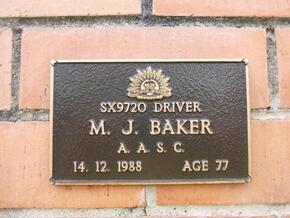 SX9720 DRIVER
M. J. BAKER
A. A. S. C.
14. 12. 1988 AGE 77